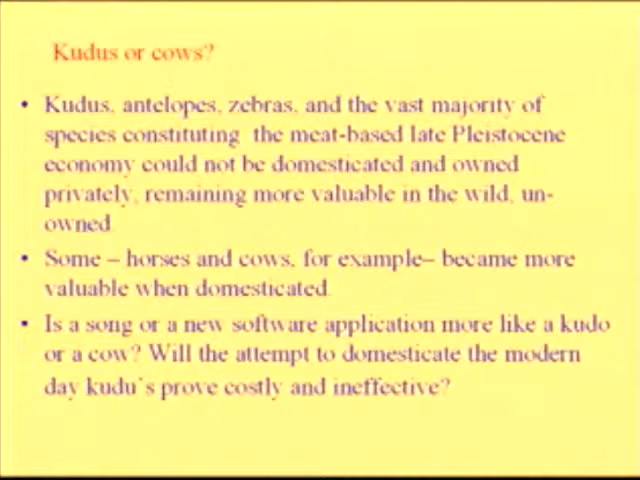 Kudus or cows?
• Kudus, antelopes, zebras, and the vast majority of
species constituting the meat-based late Pleistocene
economy could not be domesticated and owned
privately, remaining more valuable in the wild, un-
owned.
• Some – horses and cows, for example– became more
valuable when domesticated.
• Is a song or a new software application more like a kudo
or a cow? Will the attempt to domesticate the modern
day kudu`s prove costly and ineffective?